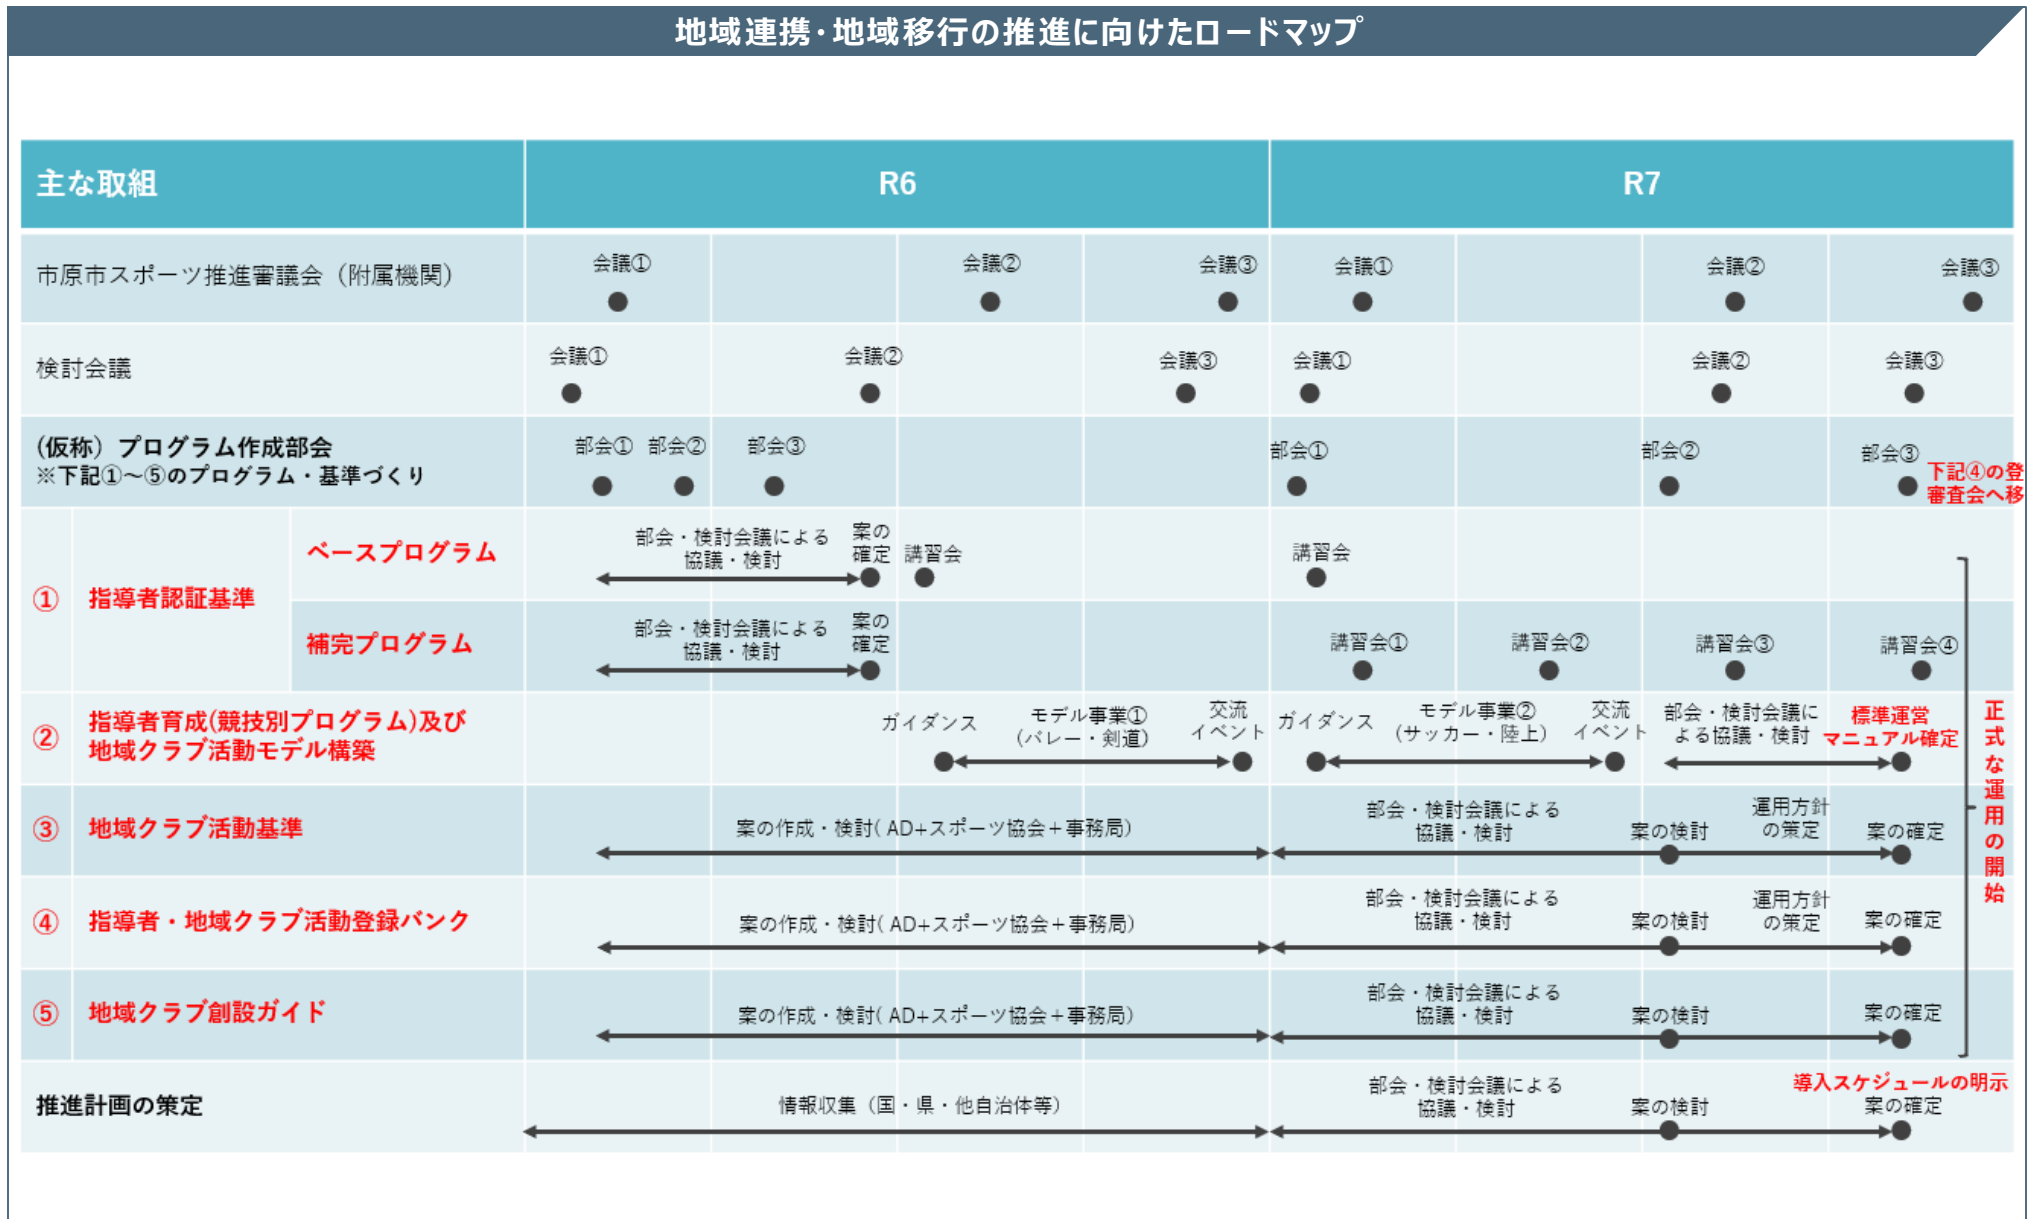 地域連携・地域移行の推進に向けたロードマップ
主な取組
R6
R7
市原市スポーツ推進審議会（附属機関）
会議①
会議②
会議③
会議①
会議②
会議③
検討会議
会議①
会議②
会議③
会議①
会議②
会議③
(仮称）プログラム作成部会
※下記①～⑤のプログラム・基準づくり
部会①
部会②
部会③
部会①
部会②
部会③
下記④の登
審査会へ移
①
指導者認証基準
ベースプログラム
部会・検討会議による
協議・検討
案の
確定
講習会
講習会
補完プログラム
部会・検討会議による
協議・検討
案の
確定
講習会①
講習会②
講習会③
講習会④
②
指導者育成(競技別プログラム)及び
地域クラブ活動モデル構築
ガイダンス
モデル事業①
（バレー・剣道）
交流
イベント
ガイダンス
モデル事業②
（サッカー・陸上）
交流
イベント
部会・検討会議に
よる協議・検討
標準運営
マニュアル確定
③
地域クラブ活動基準
案の作成・検討( AD+スポーツ協会＋事務局）
部会・検討会議による
協議・検討
案の検討
運用方針
の策定
案の確定
④
指導者・地域クラブ活動登録バンク
案の作成・検討( AD+スポーツ協会＋事務局）
部会・検討会議による
協議・検討
案の検討
運用方針
の策定
案の確定
⑤
地域クラブ創設ガイド
案の作成・検討( AD+スポーツ協会＋事務局）
部会・検討会議による
協議・検討
案の検討
案の確定
正式な運用の開始
推進計画の策定
情報収集（国・県・他自治体等）
部会・検討会議による
協議・検討
案の検討
導入スケジュールの明示
案の確定